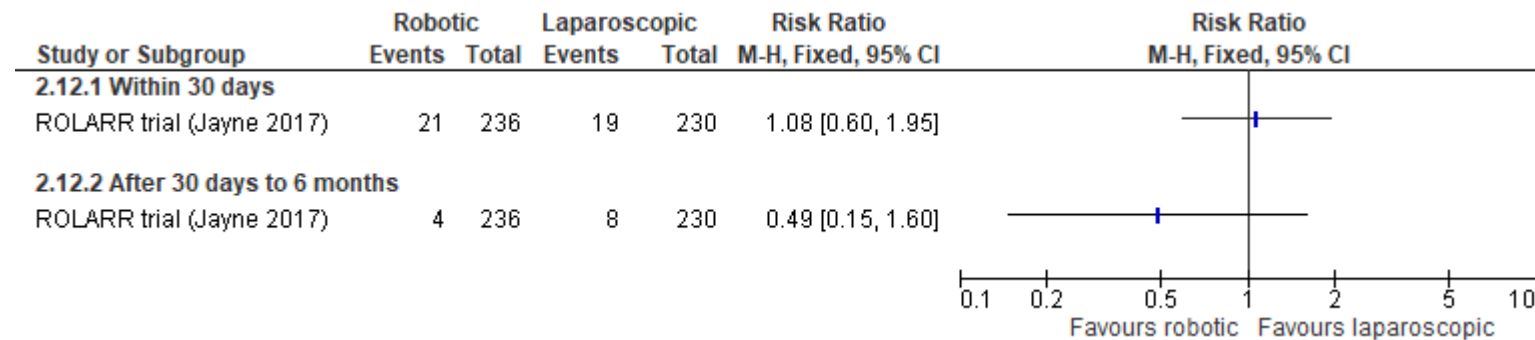 Robotic Laparoscopic Risk Ratio Risk Ratio
Study or Subgroup Events Total Events Total M-H, Fixed, 95% CI M-H, Fixed, 95% CI
2.12.1 Within 30 days
ROLARR trial (Jayne 2017) 21 236 19 230 1.08 [0.60, 1.95]
2.12.2 After 30 days to 6 months
ROLARR trial (Jayne 2017) 4 236 8 230 0.49 [0.15, 1.60]
0.1 0.2 0.5 1 2 5 10
Favours robotic Favours laparoscopic